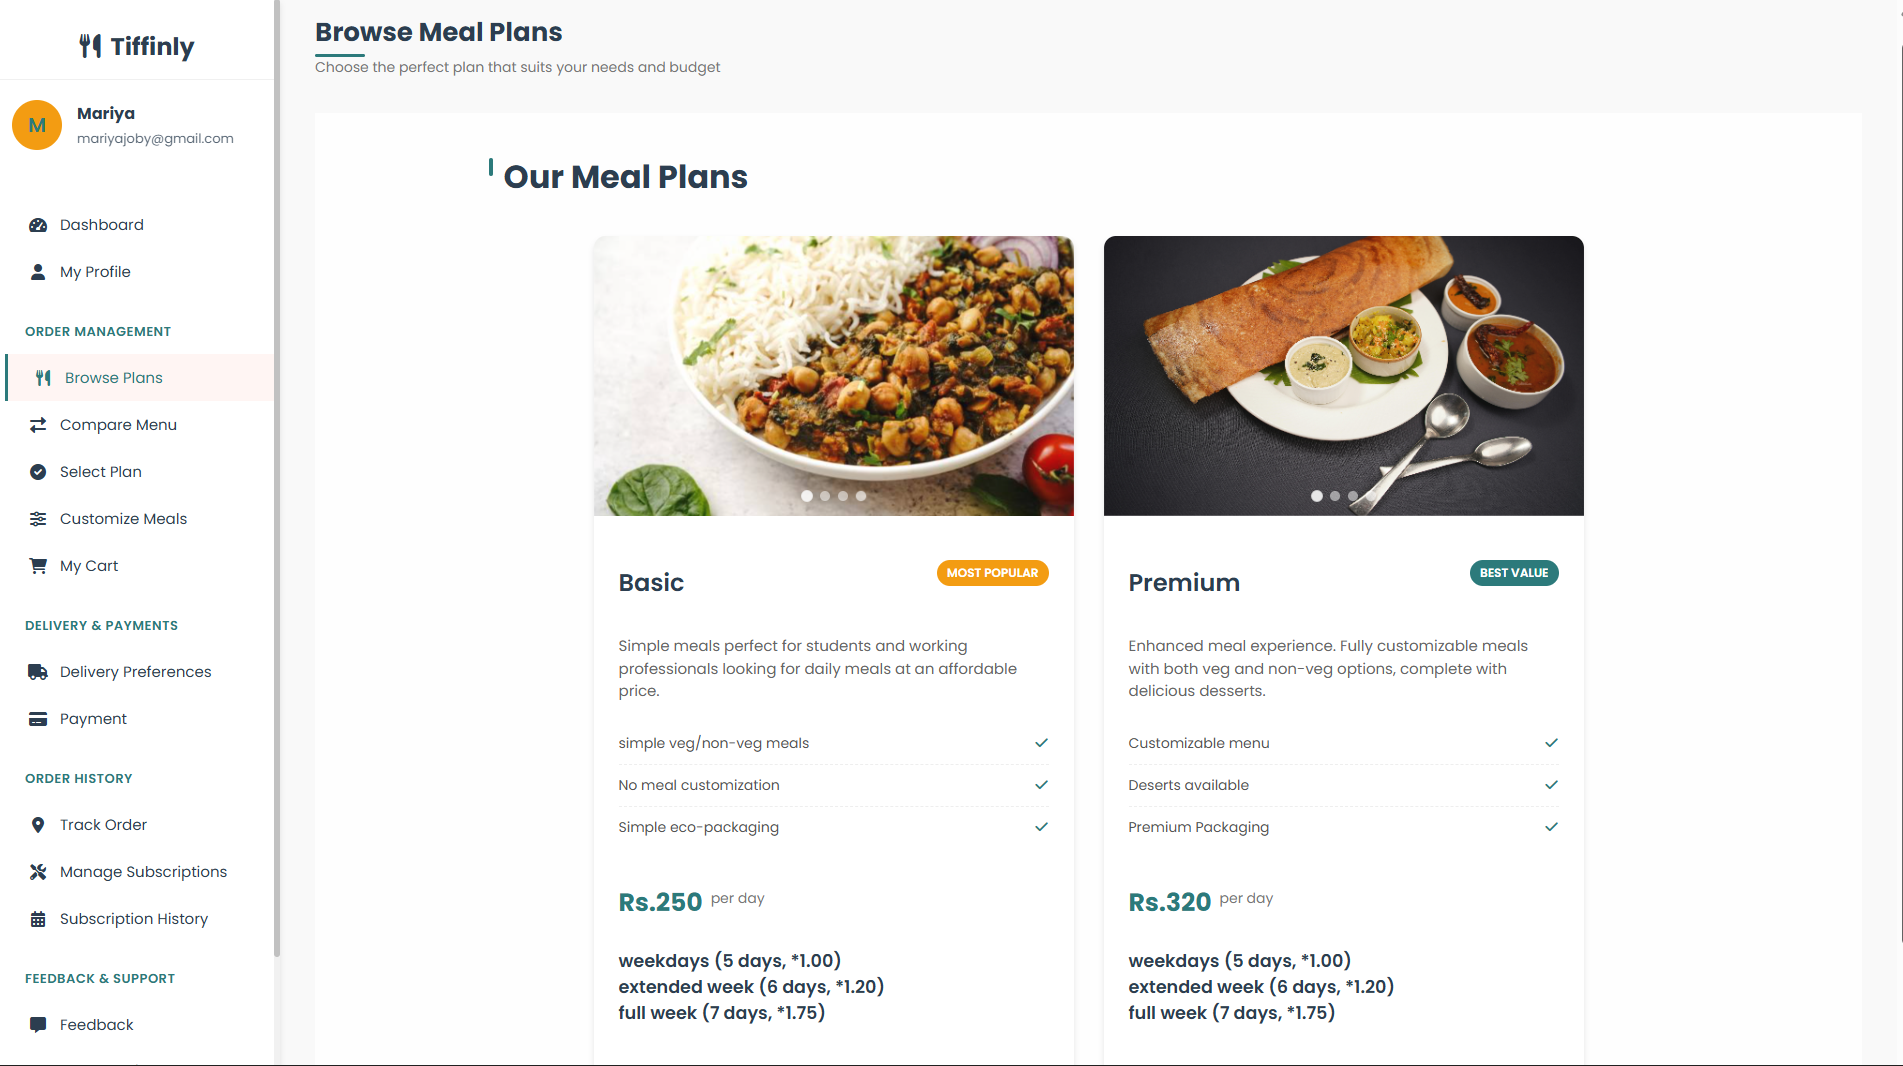 Tiffinly
M
Mariya
mariyajoby@gmail.com
Dashboard
My Profile
ORDER MANAGEMENT
Browse Plans
Compare Menu
Select Plan
Customize Meals
My Cart
DELIVERY & PAYMENTS
Delivery Preferences
Payment
ORDER HISTORY
Track Order
Manage Subscriptions
Subscription History
FEEDBACK & SUPPORT
Feedback
Browse Meal Plans
Choose the perfect plan that suits your needs and budget
Our Meal Plans
Basic
MOST POPULAR
Simple meals perfect for students and working
professionals looking for daily meals at an affordable
price.
simple veg/non-veg meals
No meal customization
Simple eco-packaging
Rs.250 per day
weekdays (5 days, *1.00)
extended week (6 days, *1.20)
full week (7 days, *1.75)
Premium
BEST VALUE
Enhanced meal experience. Fully customizable meals
with both veg and non-veg options, complete with
delicious desserts.
Customizable menu
Deserts available
Premium Packaging
Rs.320 per day
weekdays (5 days, *1.00)
extended week (6 days, *1.20)
full week (7 days, *1.75)